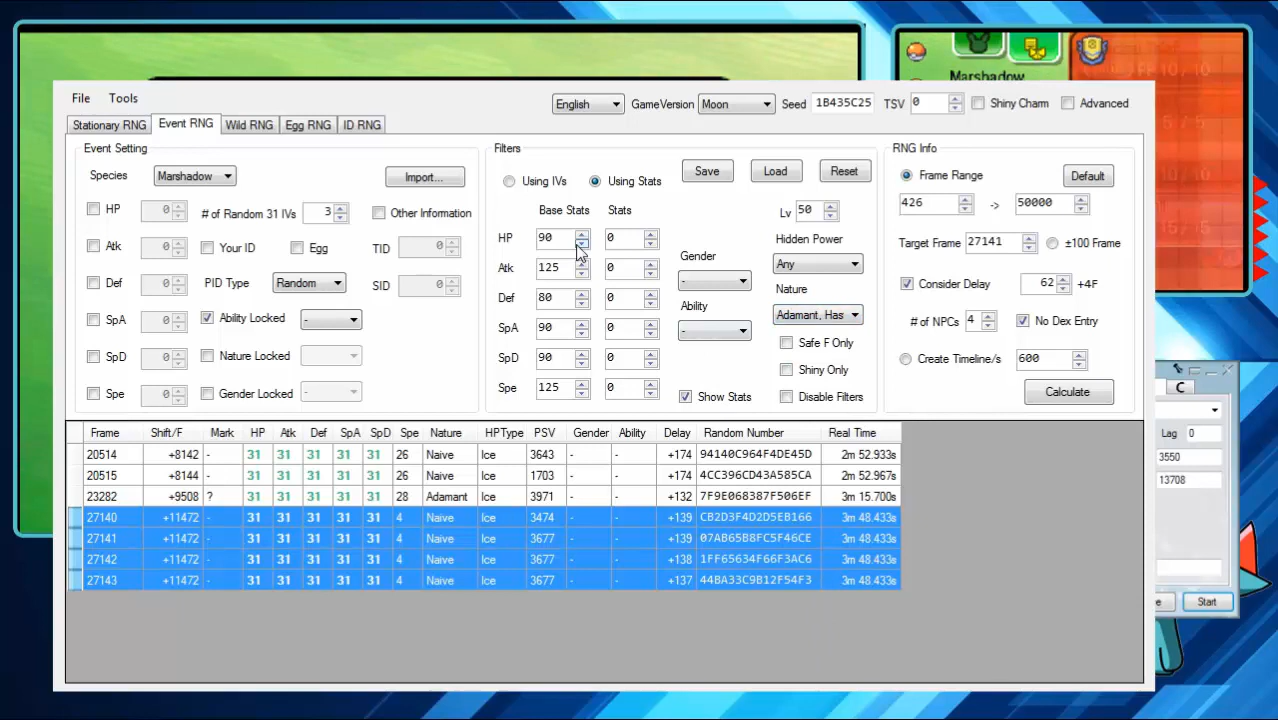 Marshadow
File Tools
English GameVersion Moon Seed 1B435C25 TSV 0 Shiny Charm Advanced
Stationary RNG Event RNG Wild RNG Egg RNG ID RNG
Event Setting
Species Marshadow Import...
HP 0 # of Random 31 IVs 3 Other Information
Atk 0 Your ID Egg TID 0
Def 0 PID Type Random SID 0
SpA 0 Ability Locked -
SpD 0 Nature Locked
Spe 0 Gender Locked -
Filters
Save Load Reset
Using IVs Using Stats
Base Stats Stats Lv 50
HP 90 0 Hidden Power
Atk 125 0 Gender Any
Def 80 0 - Nature
SpA 90 0 Ability Adamant, Has
SpD 90 0 - Safe F Only
Spe 125 0 Shiny Only
Show Stats Disable Filters
RNG Info
Frame Range Default
426 -> 50000
Target Frame 27141 ±100 Frame
Consider Delay 62 +4F
# of NPCs 4 No Dex Entry
Create Timeline/s 600
Calculate
Frame Shift/F Mark HP Atk Def SpA SpD Spe Nature HPType PSV Gender Ability Delay Random Number Real Time
20514 +8142 - 31 31 31 31 31 26 Naive Ice 3643 - - +174 94140C964F4DE45D 2m 52.933s
20515 +8144 - 31 31 31 31 31 26 Naive Ice 1703 - - +174 4CC396CD43A585CA 2m 52.967s
23282 +9508 ? 31 31 31 31 31 28 Adamant Ice 3971 - - +132 7F9E068387F506EF 3m 15.700s
27140 +11472 - 31 31 31 31 31 4 Naive Ice 3474 - - +139 CB2D3F4D2D5EB166 3m 48.433s
27141 +11472 - 31 31 31 31 31 4 Naive Ice 3677 - - +139 07AB65B8FC5F46CE 3m 48.433s
27142 +11472 - 31 31 31 31 31 4 Naive Ice 3677 - - +138 1FF65634F66F3AC6 3m 48.433s
27143 +11472 - 31 31 31 31 31 4 Naive Ice 3677 - - +137 44BA33C9B12F54F3 3m 48.433s
C
Lag 0
3550
13708
Start